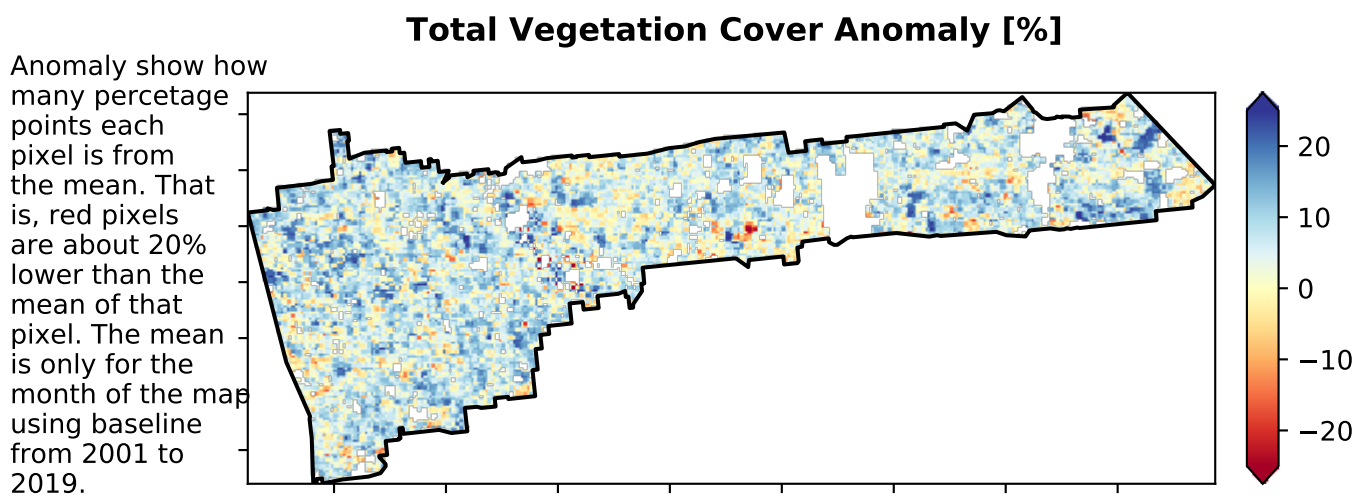 Total Vegetation Cover Anomaly [%]
Anomaly show how
many percetage
points each
pixel is from
the mean. That
is, red pixels
are about 20%
lower than the
mean of that
pixel. The mean
is only for the
month of the map
using baseline
from 2001 to
2019.
20
10
0
−10
−20